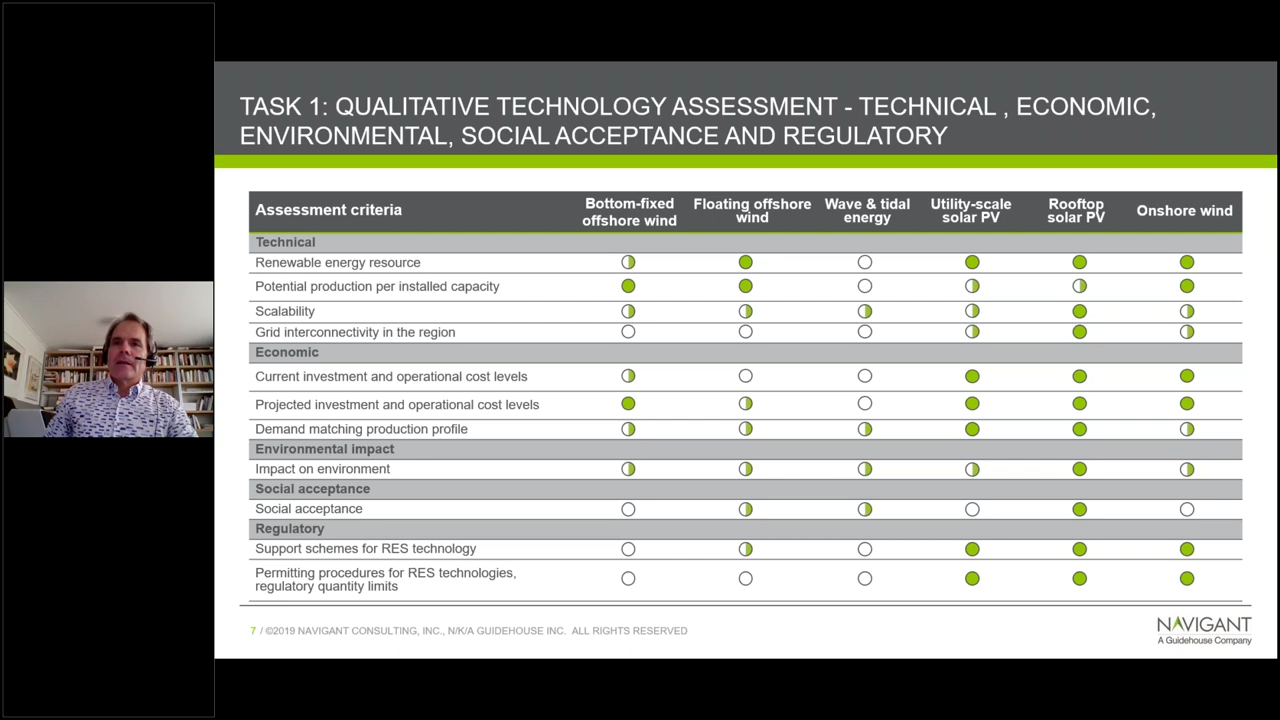 TASK 1: QUALITATIVE TECHNOLOGY ASSESSMENT - TECHNICAL , ECONOMIC,
ENVIRONMENTAL, SOCIAL ACCEPTANCE AND REGULATORY
Assessment criteria
Bottom-fixed
offshore wind
Floating offshore
wind
Wave & tidal
energy
Utility-scale
solar PV
Rooftop
solar PV
Onshore wind
Technical
Renewable energy resource
Potential production per installed capacity
Scalability
Grid interconnectivity in the region
Economic
Current investment and operational cost levels
Projected investment and operational cost levels
Demand matching production profile
Environmental impact
Impact on environment
Social acceptance
Social acceptance
Regulatory
Support schemes for RES technology
Permitting procedures for RES technologies,
regulatory quantity limits
7 / ©2019 NAVIGANT CONSULTING, INC., N/K/A GUIDEHOUSE INC. ALL RIGHTS RESERVED
NAVIGANT
A Guidehouse Company